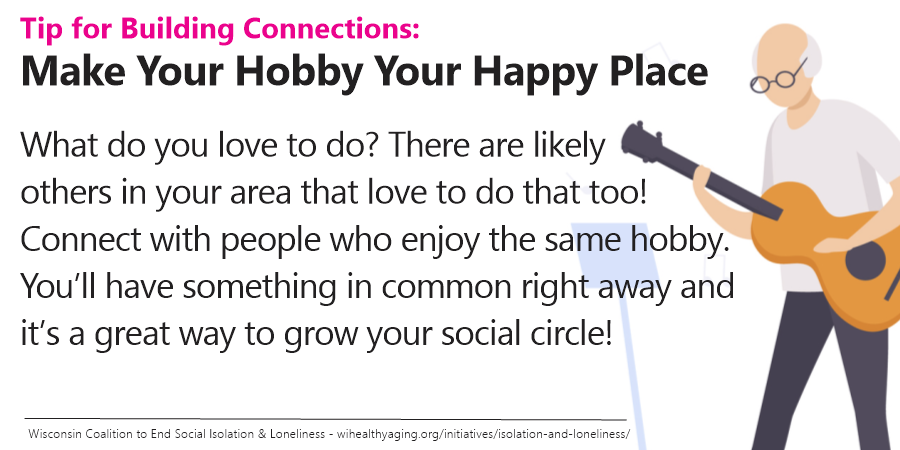 Tip for Building Connections:
Make Your Hobby Your Happy Place
What do you love to do? There are likely
others in your area that love to do that too!
Connect with people who enjoy the same hobby.
You’ll have something in common right away and
it’s a great way to grow your social circle!
Wisconsin Coalition to End Social Isolation & Loneliness - wihealthyaging.org/initiatives/isolation-and-loneliness/